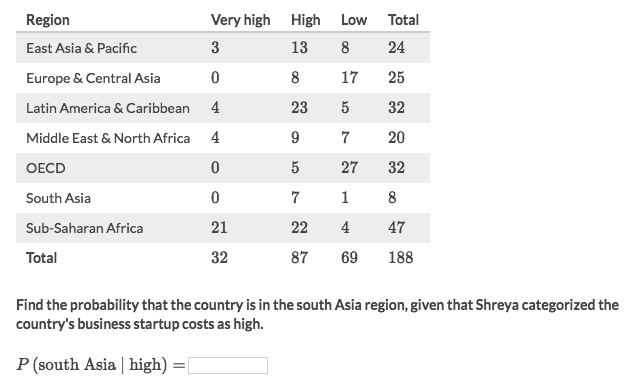 Region Very high High Low Total
East Asia & Pacific 3 13 8 24
Europe & Central Asia 0 8 17 25
Latin America & Caribbean 4 23 5 32
Middle East & North Africa 4 9 7 20
OECD 0 5 27 32
South Asia 0 7 1 8
Sub-Saharan Africa 21 22 4 47
Total 32 87 69 188
Find the probability that the country is in the south Asia region, given that Shreya categorized the
country's business startup costs as high.
P (south Asia | high) =